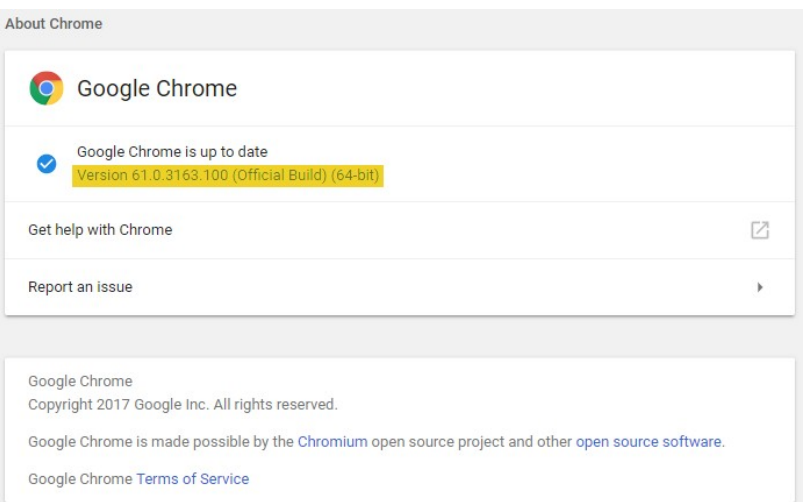 About Chrome
Google Chrome
Google Chrome is up to date
Version 61.0.3163.100 (Official Build) (64-bit)
Get help with Chrome
Report an issue
Google Chrome
Copyright 2017 Google Inc. All rights reserved.
Google Chrome is made possible by the Chromium open source project and other open source software.
Google Chrome Terms of Service